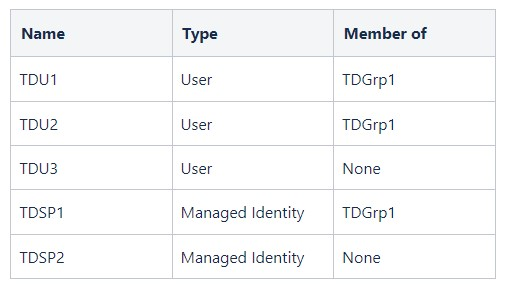 Name Type Member of
TDU1 User TDGrp1
TDU2 User TDGrp1
TDU3 User None
TDSP1 Managed Identity TDGrp1
TDSP2 Managed Identity None